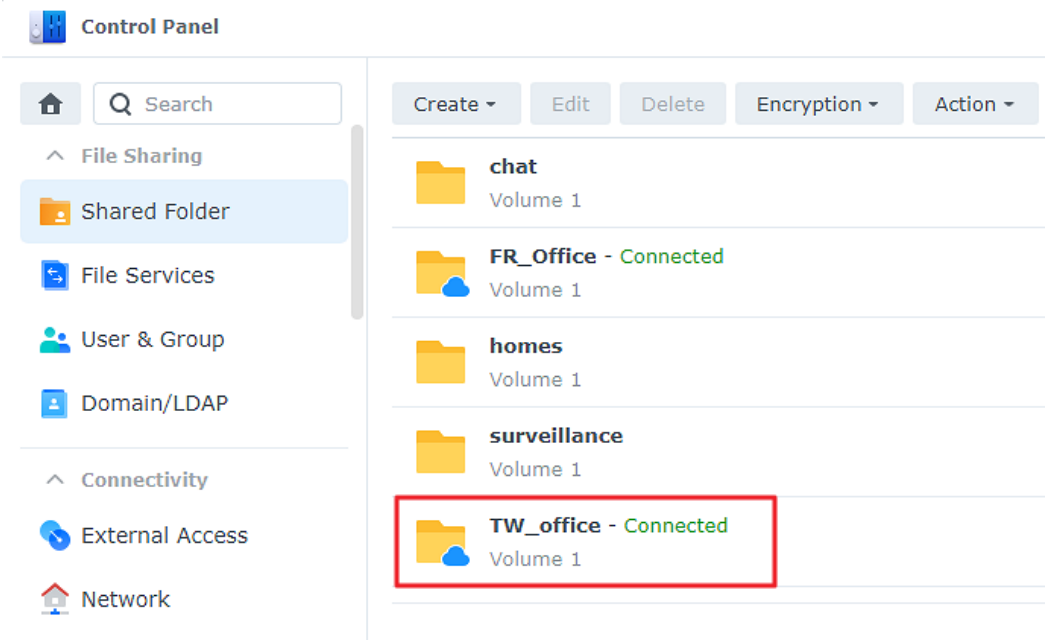 Control Panel
Search
File Sharing
Shared Folder
File Services
User & Group
Domain/LDAP
Connectivity
External Access
Network
Create Edit Delete Encryption Action
chat
Volume 1
FR_Office - Connected
Volume 1
homes
Volume 1
surveillance
Volume 1
TW_office - Connected
Volume 1